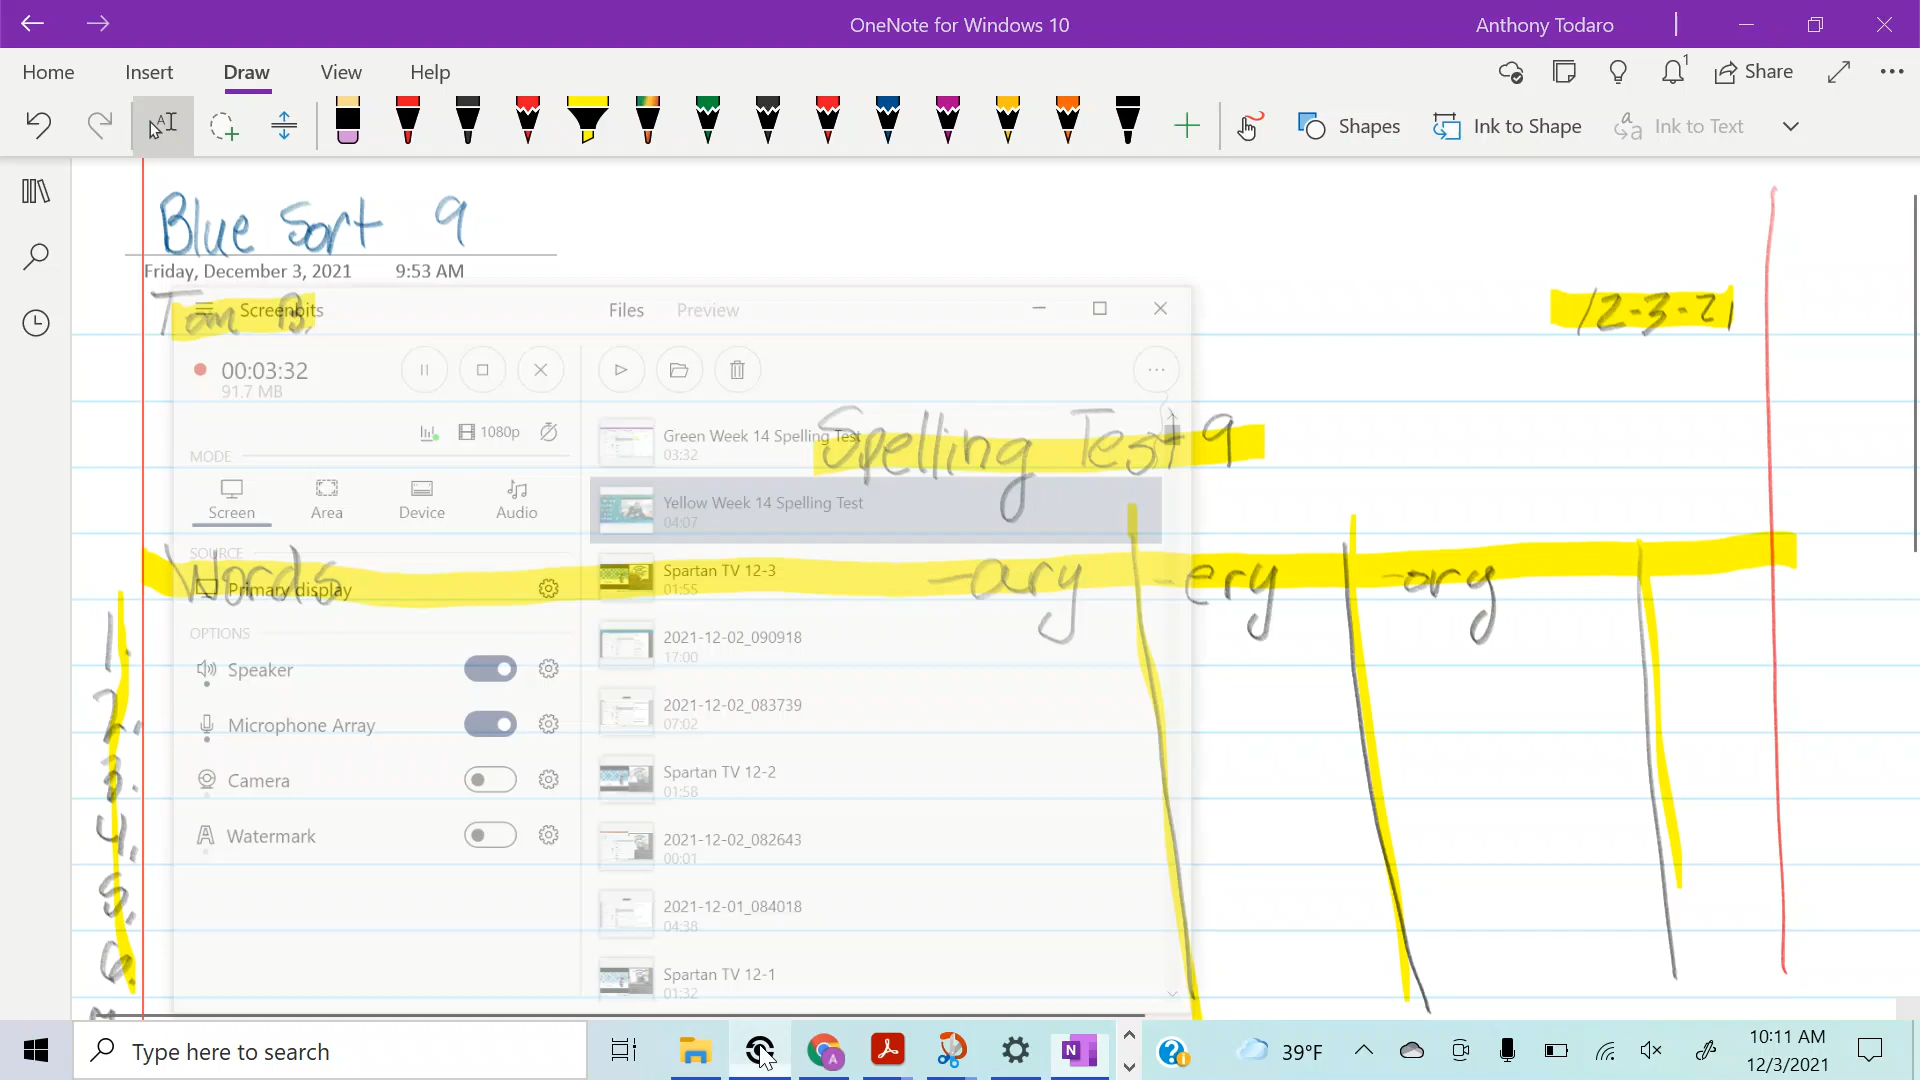 OneNote for Windows 10
Anthony Todaro
Home
Insert
Draw
View
Help
1
Share
Shapes
Ink to Shape
Ink to Text
Blue Sort 9
Friday, December 3, 2021
9:53 AM
Tom B.
12-3-21
Screenbits
Files
Preview
00:03:32
91.7 MB
1080p
MODE
Screen
Area
Device
Audio
SOURCE
Primary display
OPTIONS
Speaker
Microphone Array
Camera
Watermark
Green Week 14 Spelling Test
03:32
Yellow Week 14 Spelling Test
04:07
Spartan TV 12-3
01:55
2021-12-02_090918
17:00
2021-12-02_083739
07:02
Spartan TV 12-2
01:58
2021-12-02_082643
00:01
2021-12-01_084018
04:38
Spartan TV 12-1
01:32
Spelling Test 9
Words
-ary
-ery
-ory
1.
2.
3.
4.
5.
6.
Type here to search
39°F
10:11 AM
12/3/2021